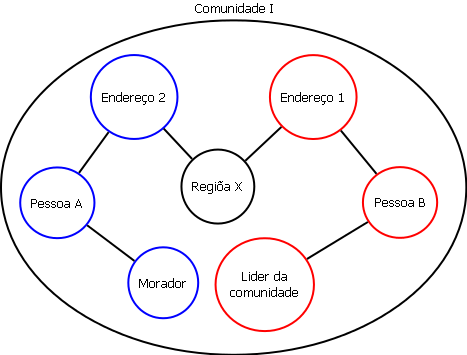 Comunidade I
Endereço 2
Endereço 1
Regiõa X
Pessoa A
Pessoa B
Morador
Lider da
comunidade